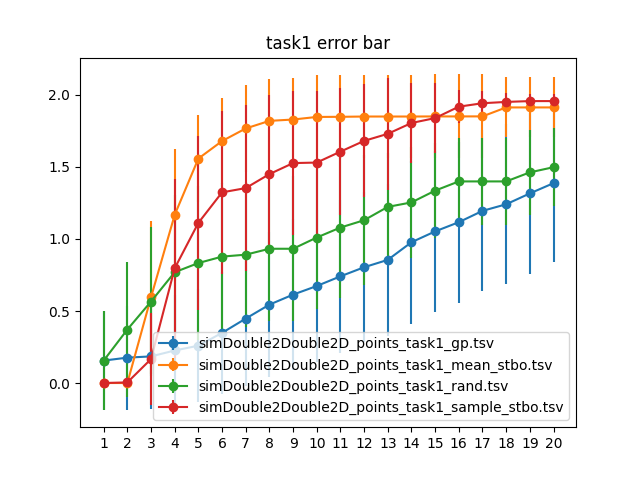 task1 error bar
2.0
1.5
1.0
0.5
0.0
simDouble2Double2D_points_task1_gp.tsv
simDouble2Double2D_points_task1_mean_stbo.tsv
simDouble2Double2D_points_task1_rand.tsv
simDouble2Double2D_points_task1_sample_stbo.tsv
1 2 3 4 5 6 7 8 9 10 11 12 13 14 15 16 17 18 19 20